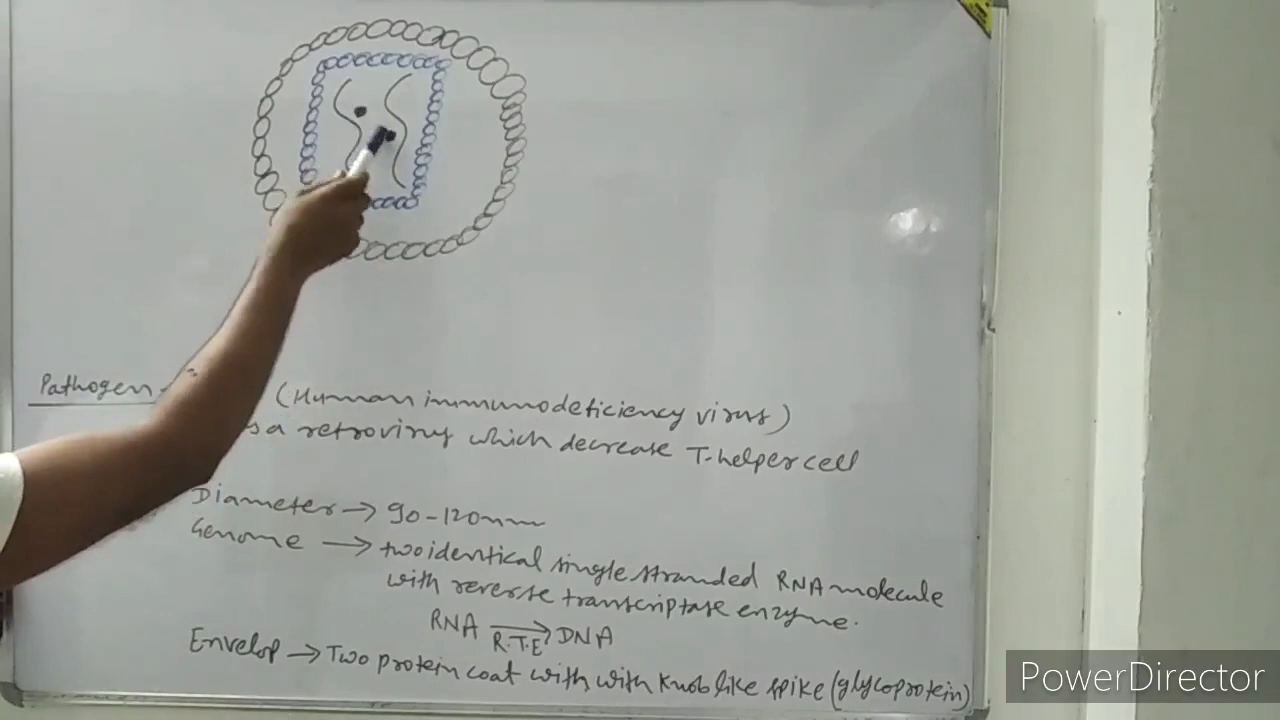 Pathogen -
(Human immunodeficiency virus)
a retrovirus which decrease T-helper cell
Diameter → 90-120nm
Genome → two identical single stranded RNA molecule
with reverse transcriptase enzyme.
RNA → DNA
R.T.E
Envelop → Two protein coat with with knob like spike (glycoprotein)
PowerDirector